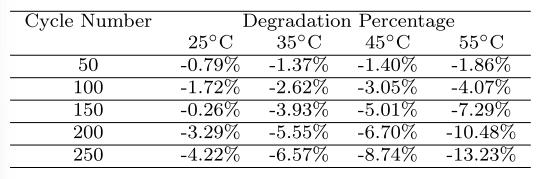 Cycle Number Degradation Percentage
25°C 35°C 45°C 55°C
50 -0.79% -1.37% -1.40% -1.86%
100 -1.72% -2.62% -3.05% -4.07%
150 -0.26% -3.93% -5.01% -7.29%
200 -3.29% -5.55% -6.70% -10.48%
250 -4.22% -6.57% -8.74% -13.23%